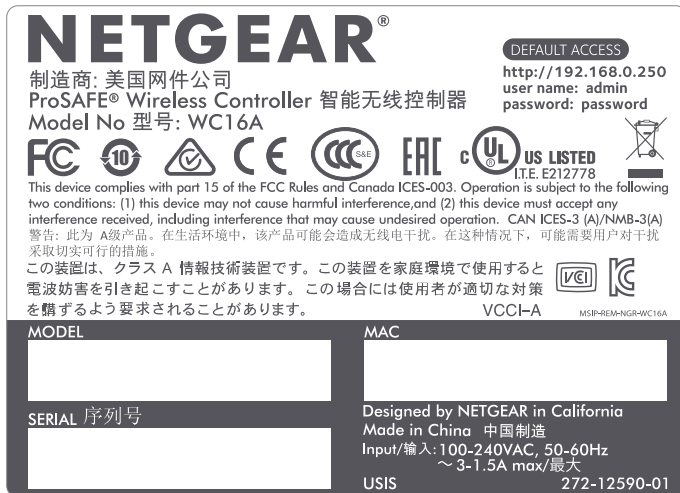 NETGEAR®
制造商: 美国网件公司
ProSAFE® Wireless Controller 智能无线控制器
Model No 型号: WC16A
DEFAULT ACCESS
http://192.168.0.250
user name: admin
password: password
FC
10
CE
CCC S&E
EAC
c UL® US LISTED
I.T.E. E212778
This device complies with part 15 of the FCC Rules and Canada ICES-003. Operation is subject to the following
two conditions: (1) this device may not cause harmful interference,and (2) this device must accept any
interference received, including interference that may cause undesired operation. CAN ICES-3 (A)/NMB-3(A)
警告: 此为 A级产品。在生活环境中，该产品可能会造成无线电干扰。在这种情况下，可能需要用户对干扰
采取切实可行的措施。
この装置は、クラス A 情報技術装置です。この装置を家庭環境で使用すると
電波妨害を引き起こすことがあります。この場合には使用者が適切な対策
を講ずるよう要求されることがあります。
VCCI-A
VCI
MSIP-REM-NGR-WC16A
MODEL
MAC
SERIAL 序列号
Designed by NETGEAR in California
Made in China 中国制造
Input/输入: 100-240VAC, 50-60Hz
～ 3-1.5A max/最大
USIS
272-12590-01